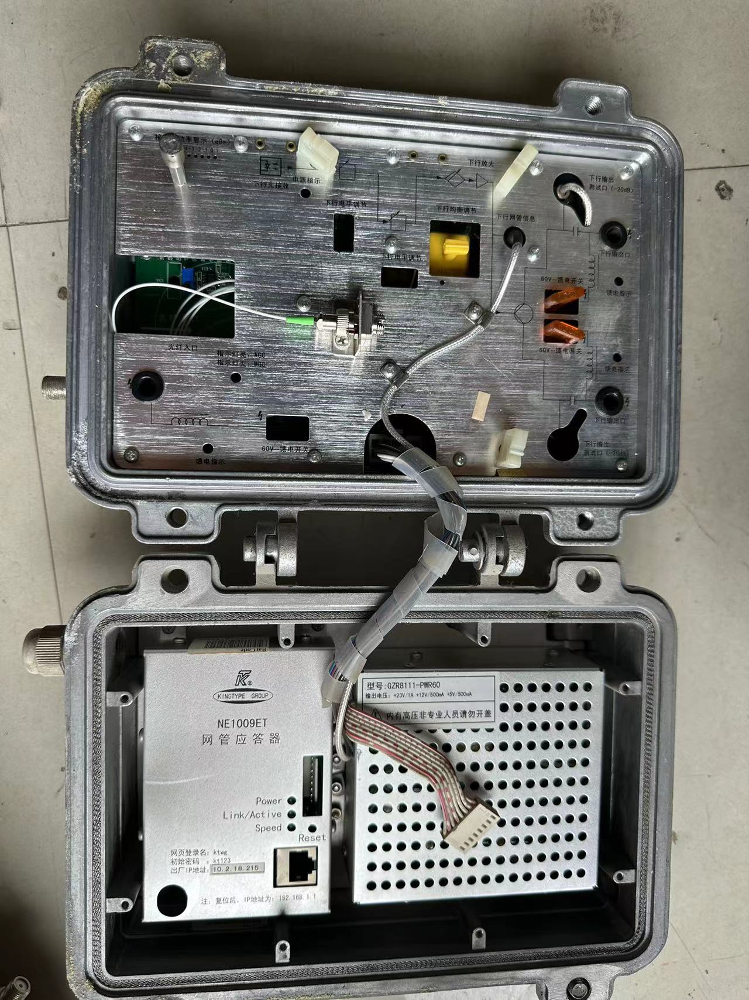 率显示（dBm）
-3-2-1 0 1
下行光接收
电源指示
下行电平调节
下行放大
下行均衡调节
下行网管信息
下行输出
测试口（-20dB）
下行输出口
下行电平调节
60V~馈电开关
馈电指示
光纤入口
指示灯亮：AGC
指示灯灭：MGC
60V~馈电开关
馈电指示
下行输出口
60V~馈电开关
馈电指示
下行输出
测试口（-20dB）
BarCode
KINGTYPE GROUP
NE1009ET
网管应答器
Power
Link/Active
Speed
Reset
网页登录名：ktwg
初始密码 ：kt123
出厂IP地址：10.2.18.215
注：复位后，IP地址为：192.168.1.1
型号：GZR8111-PWR60
输出电压：+23V/1A +12V/500mA +5V/500mA
内有高压非专业人员请勿开盖